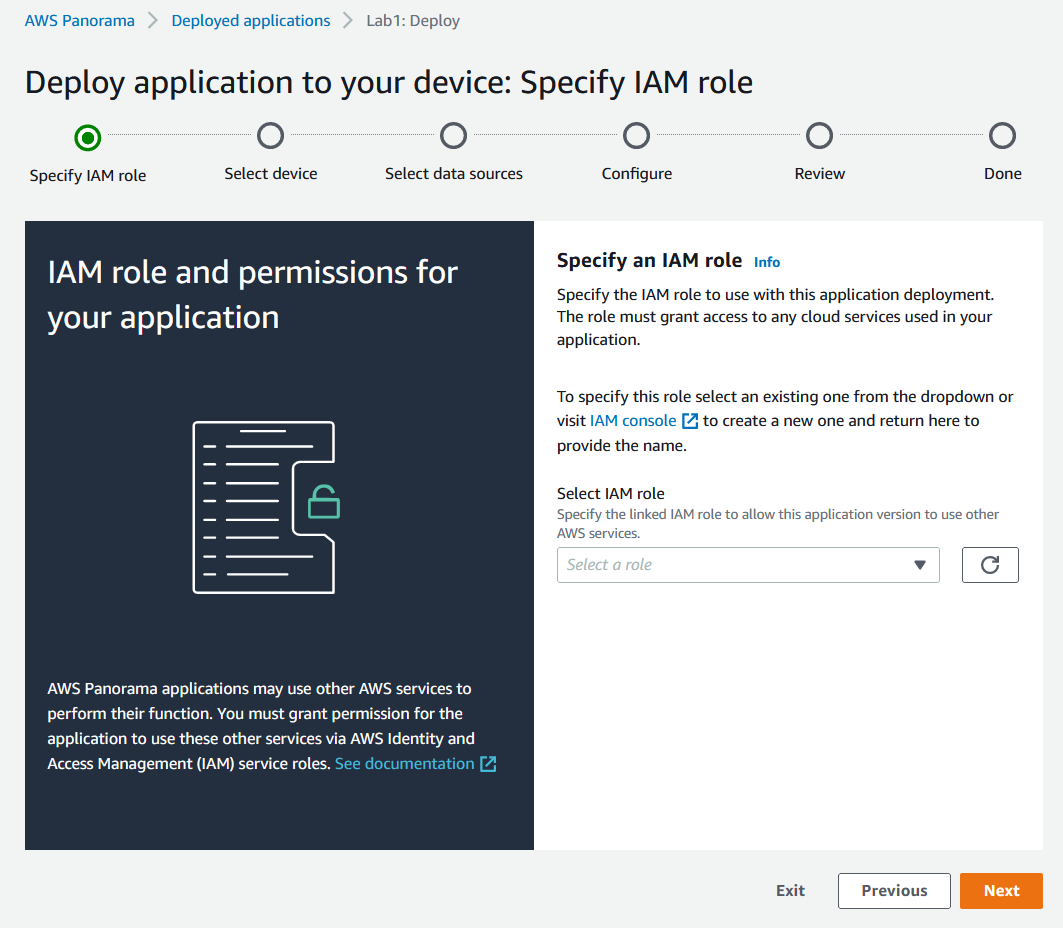 AWS Panorama > Deployed applications > Lab1: Deploy
Deploy application to your device: Specify IAM role
Specify IAM role
Select device
Select data sources
Configure
Review
Done
IAM role and permissions for
your application
AWS Panorama applications may use other AWS services to
perform their function. You must grant permission for the
application to use these other services via AWS Identity and
Access Management (IAM) service roles. See documentation
Specify an IAM role Info
Specify the IAM role to use with this application deployment.
The role must grant access to any cloud services used in your
application.
To specify this role select an existing one from the dropdown or
visit IAM console to create a new one and return here to
provide the name.
Select IAM role
Specify the linked IAM role to allow this application version to use other
AWS services.
Select a role
Exit
Previous
Next